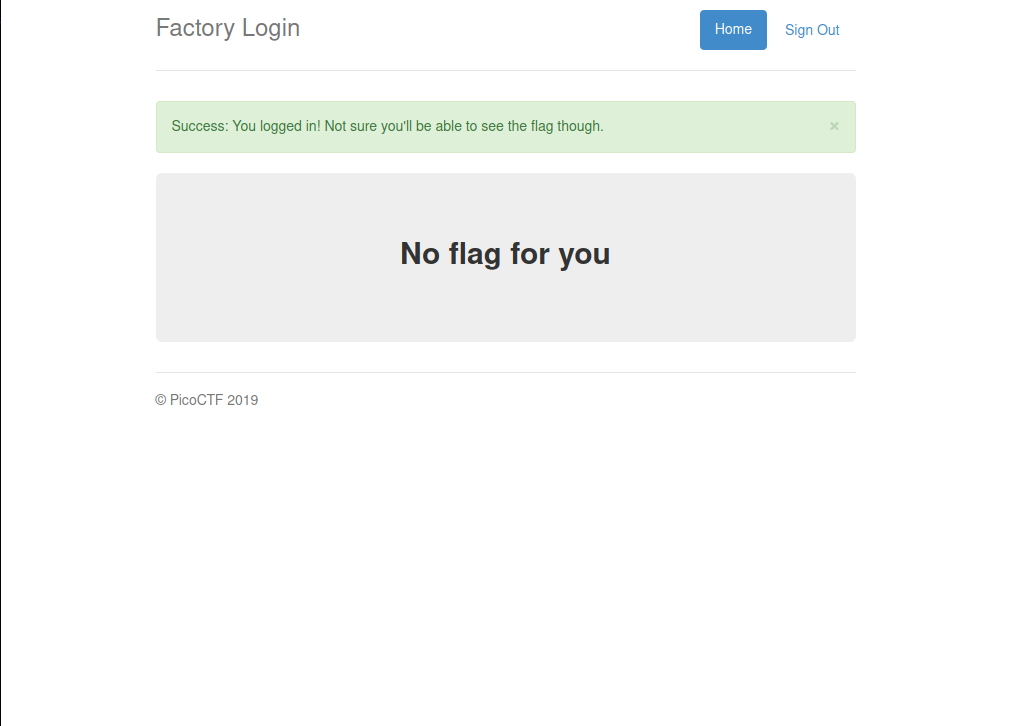 Factory Login
Home
Sign Out
Success: You logged in! Not sure you'll be able to see the flag though.
×
No flag for you
© PicoCTF 2019